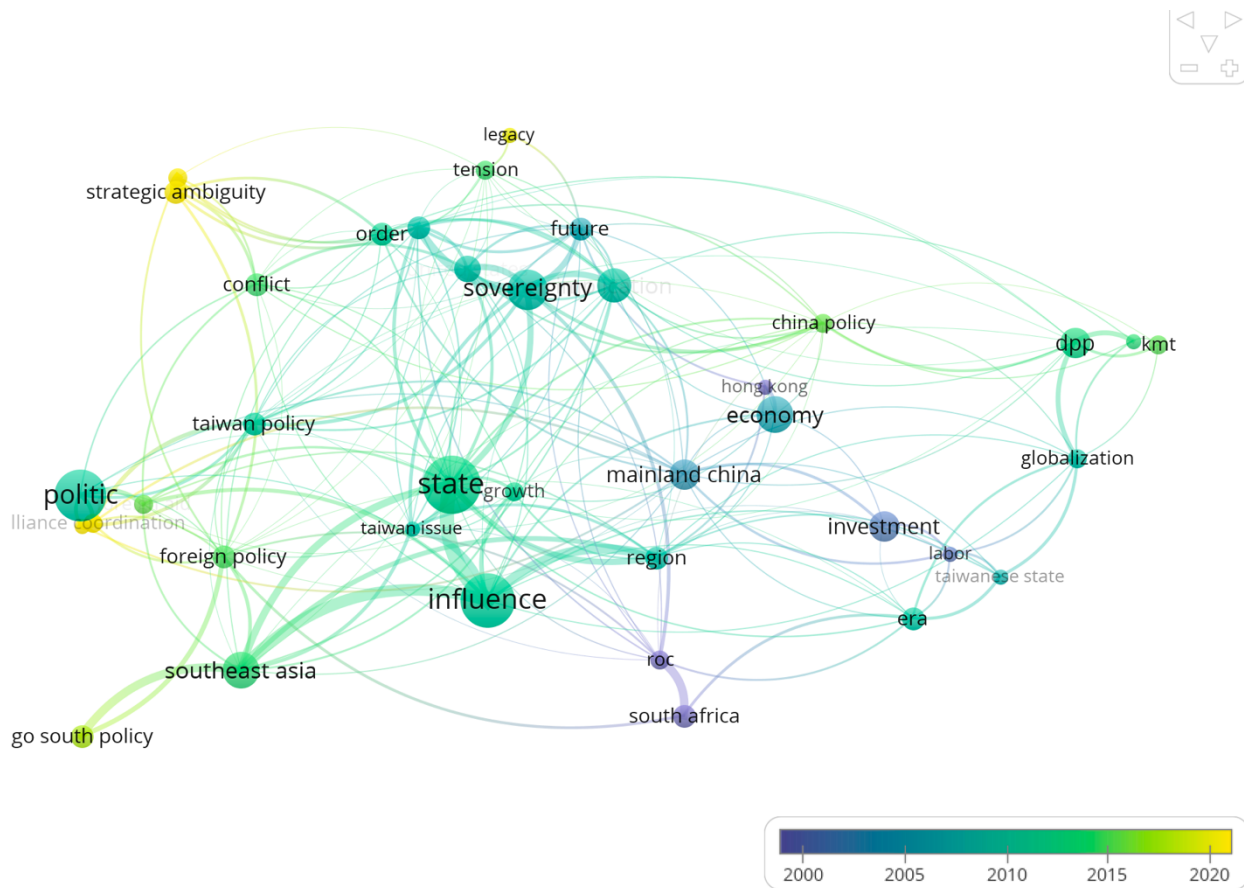 legacy
tension
strategic ambiguity
order
future
conflict
sovereignty
china policy
dpp
kmt
hong kong
economy
taiwan policy
globalization
mainland china
state
growth
politic
lliance coordination
taiwan issue
investment
foreign policy
region
labor
taiwanese state
influence
era
roc
southeast asia
south africa
go south policy
2000 2005 2010 2015 2020